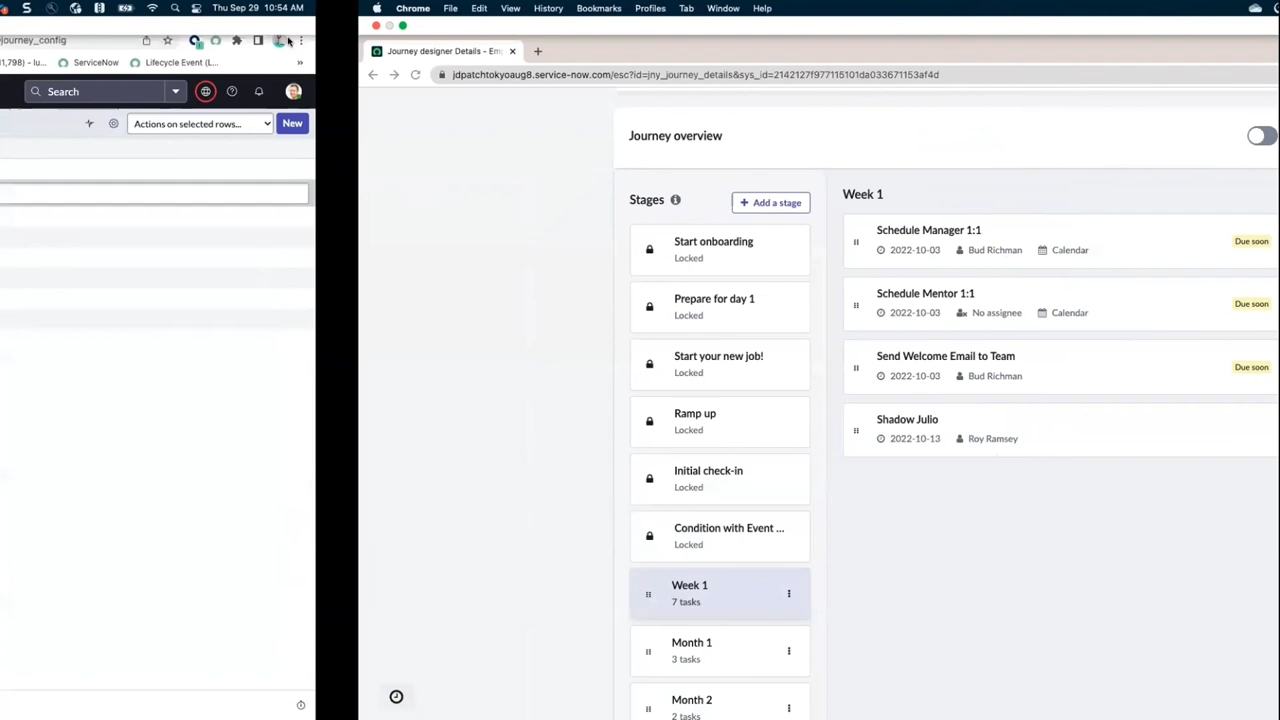 Thu Sep 29 10:54 AM
journey_config
1,798) - lu...
ServiceNow
Lifecycle Event (L...
»
Search
Actions on selected rows...
New
Chrome File Edit View History Bookmarks Profiles Tab Window Help
Journey designer Details - Em
jdpatchtokyoaug8.service-now.com/esc?id=jny_journey_details&sys_id=2142127f977115101da033671153af4d
Journey overview
Stages
+ Add a stage
Start onboarding
Locked
Prepare for day 1
Locked
Start your new job!
Locked
Ramp up
Locked
Initial check-in
Locked
Condition with Event ...
Locked
Week 1
7 tasks
Month 1
3 tasks
Month 2
2 tasks
Week 1
Schedule Manager 1:1
2022-10-03 Bud Richman Calendar
Due soon
Schedule Mentor 1:1
2022-10-03 No assignee Calendar
Due soon
Send Welcome Email to Team
2022-10-03 Bud Richman
Due soon
Shadow Julio
2022-10-13 Roy Ramsey